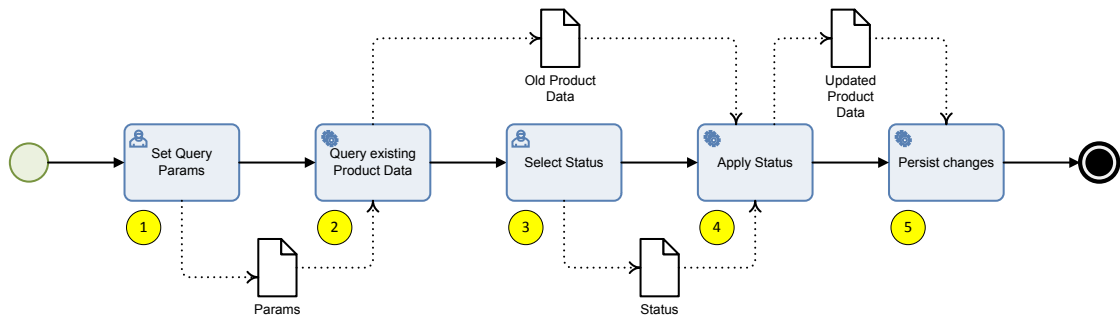 Old Product
Data
Updated
Product
Data
Set Query
Params
Query existing
Product Data
Select Status
Apply Status
Persist changes
1
2
3
4
5
Params
Status